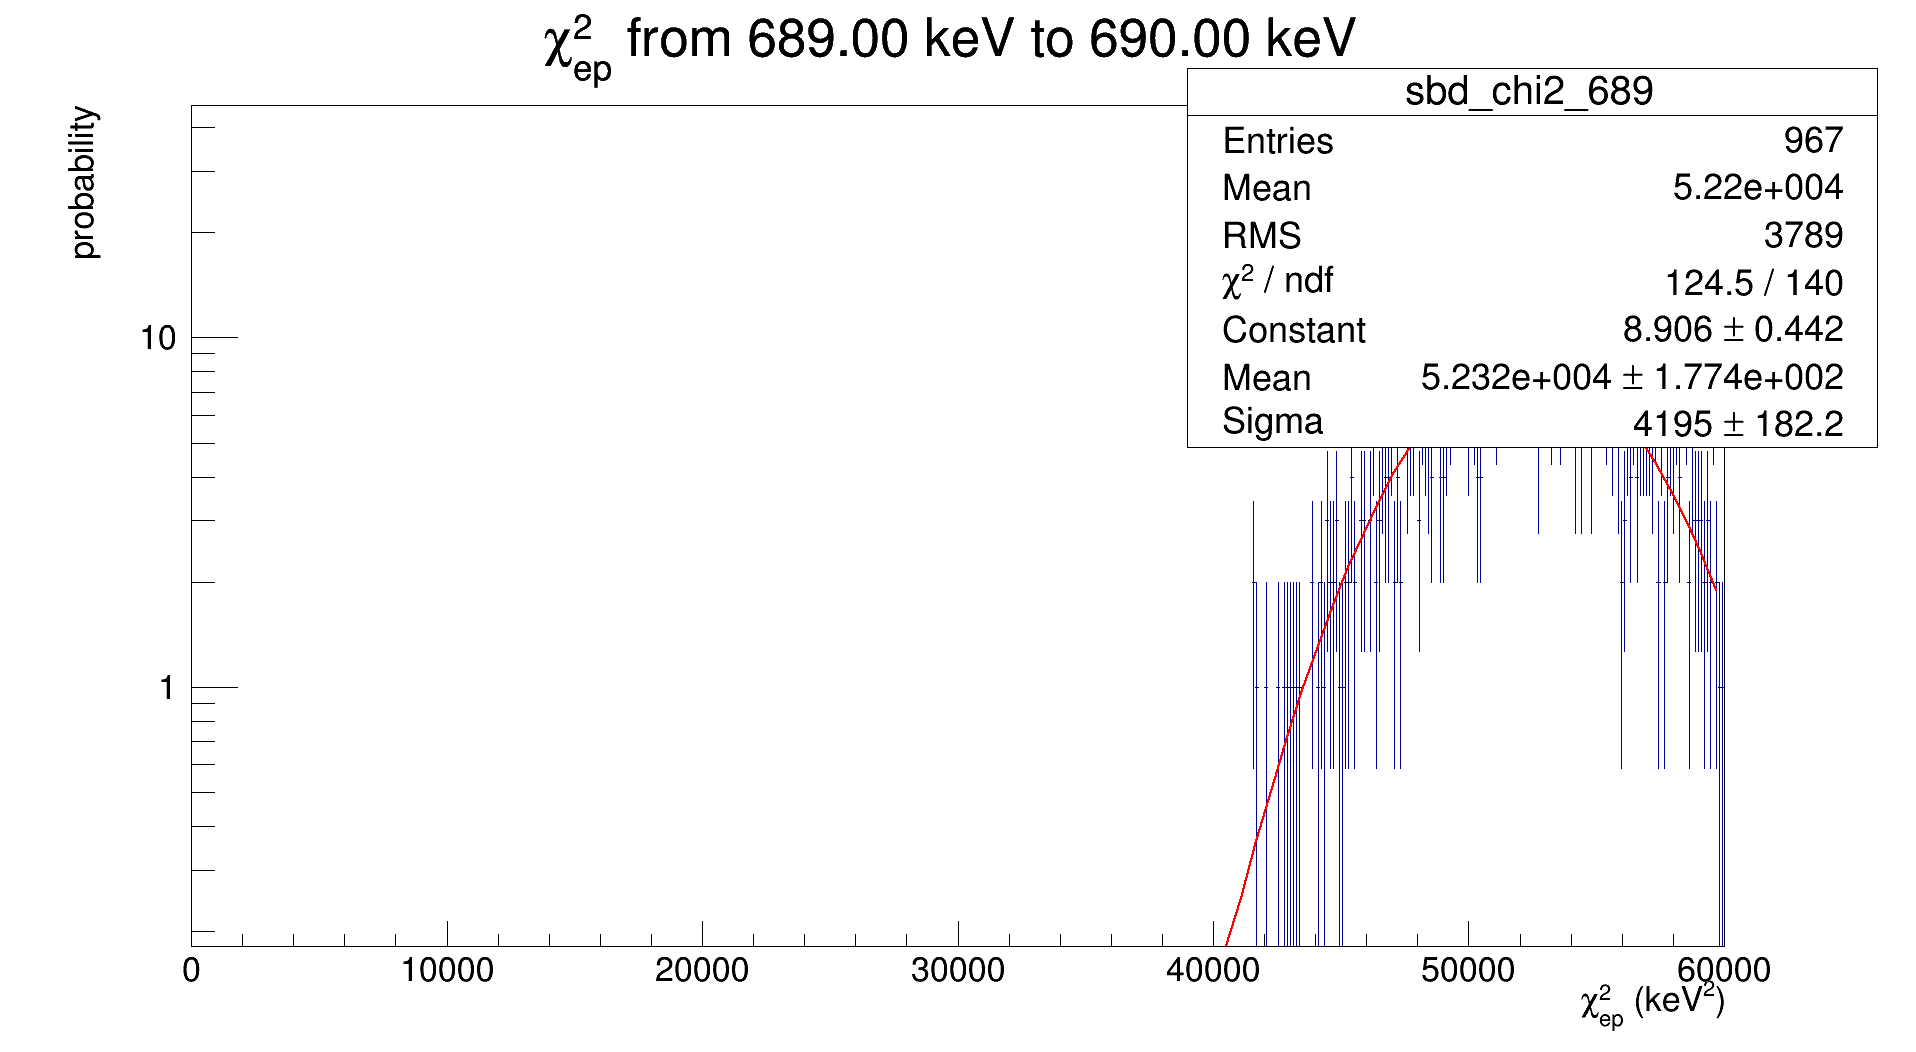 χ²ep from 689.00 keV to 690.00 keV
probability
sbd_chi2_689
Entries 967
Mean 5.22e+004
RMS 3789
χ² / ndf 124.5 / 140
Constant 8.906 ± 0.442
Mean 5.232e+004 ± 1.774e+002
Sigma 4195 ± 182.2
10
1
0 10000 20000 30000 40000 50000 60000
χ²ep (keV²)